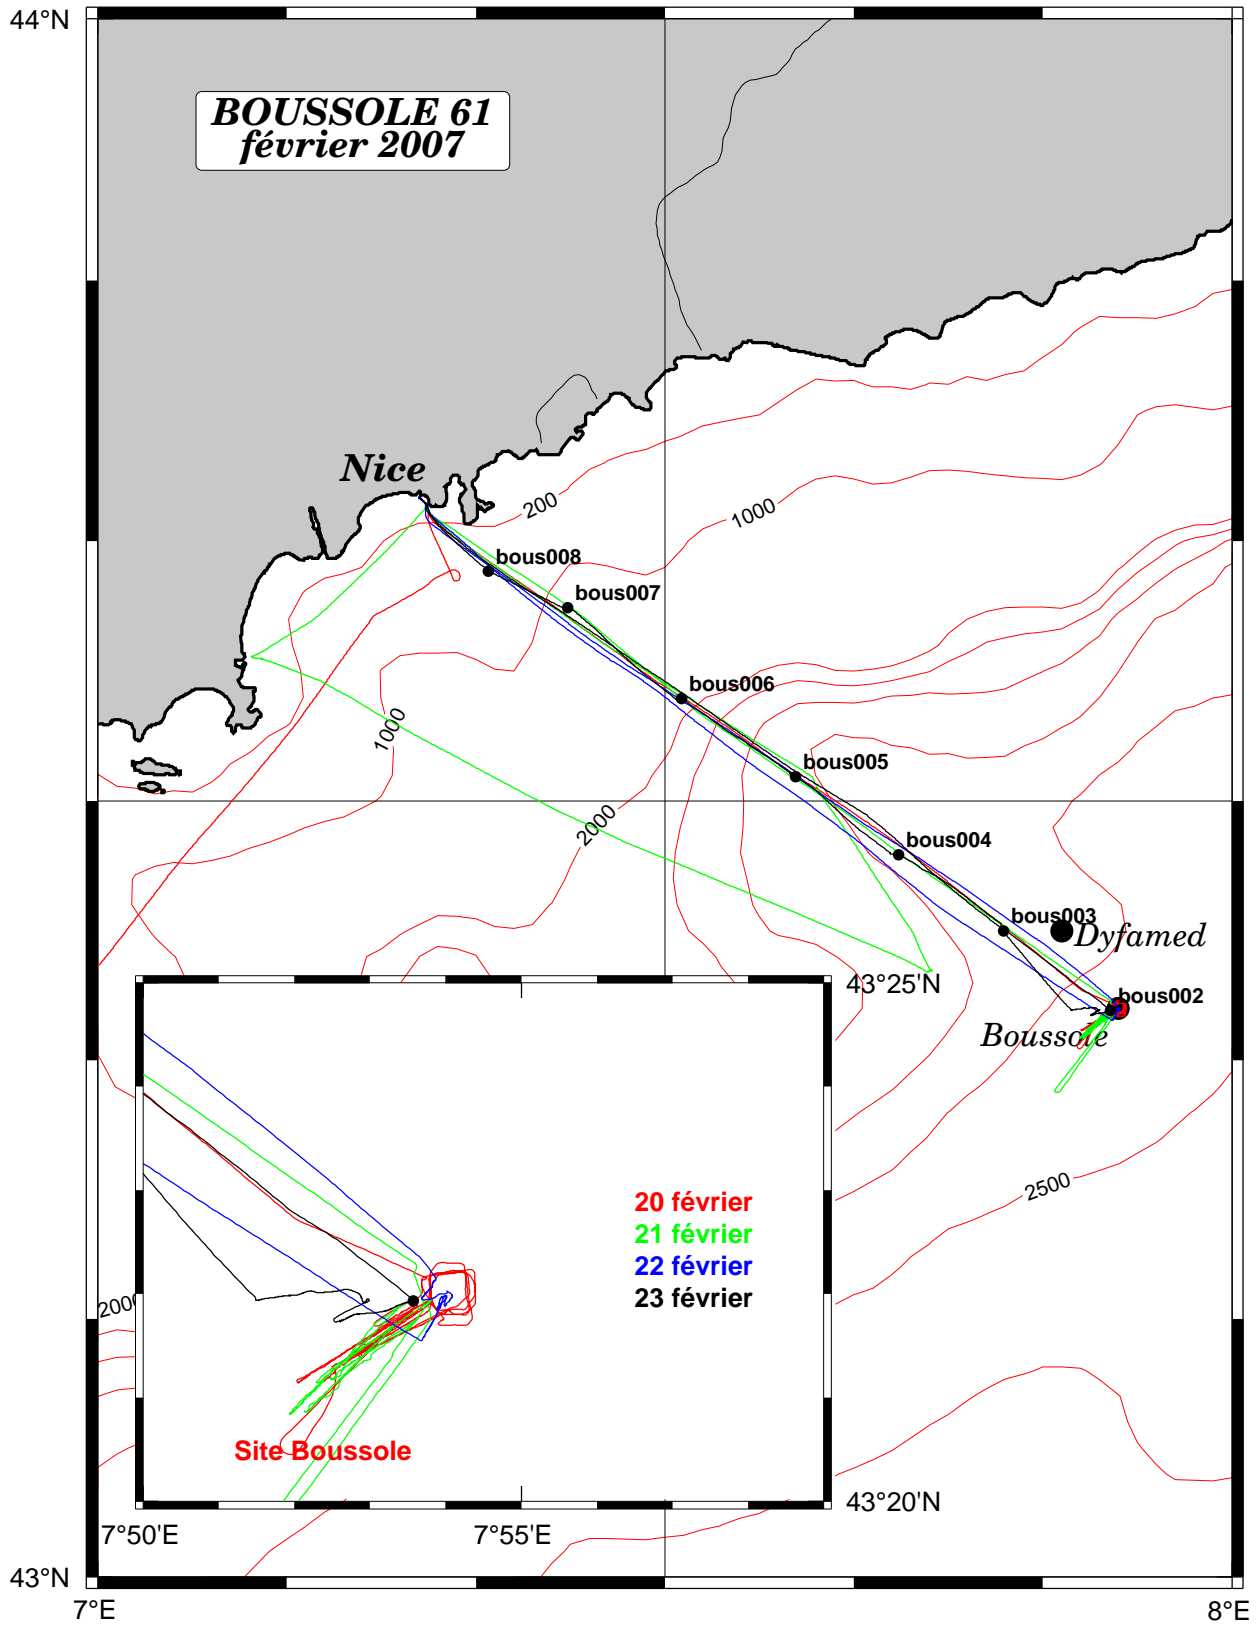 44°N
BOUSSOLE 61
février 2007
Nice
200
1000
bous008
bous007
bous006
1000
bous005
2000
bous004
bous003
Dyfamed
43°25'N
bous002
Boussole
2500
20 février
21 février
22 février
23 février
2000
Site Boussole
43°20'N
7°50'E
7°55'E
43°N
7°E
8°E